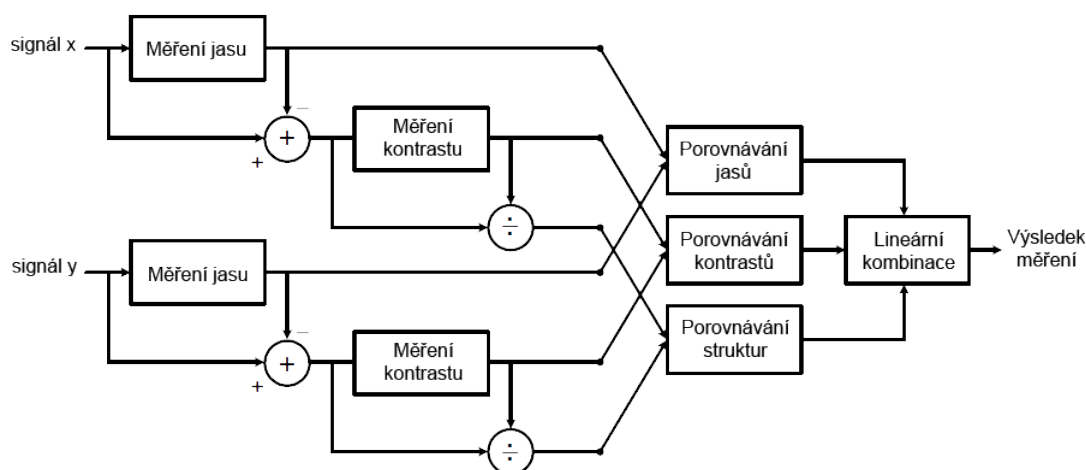 signál x
Měření jasu
−
+
+
Měření
kontrastu
÷
Porovnávání
jasů
Porovnávání
kontrastů
Porovnávání
struktur
Lineární
kombinace
Výsledek
měření
signál y
Měření jasu
−
+
+
Měření
kontrastu
÷